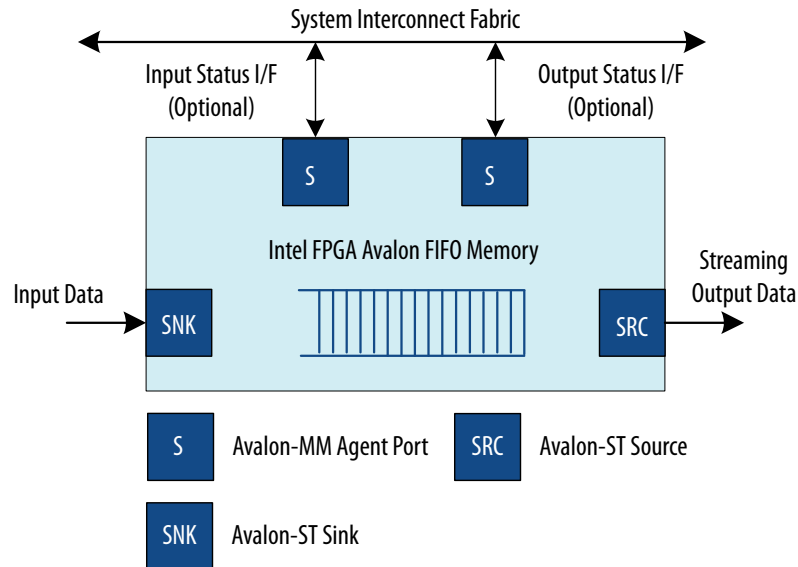 System Interconnect Fabric
Input Status I/F
(Optional)
Output Status I/F
(Optional)
S
S
Intel FPGA Avalon FIFO Memory
Input Data
SNK
SRC
Streaming
Output Data
S
Avalon-MM Agent Port
SRC
Avalon-ST Source
SNK
Avalon-ST Sink